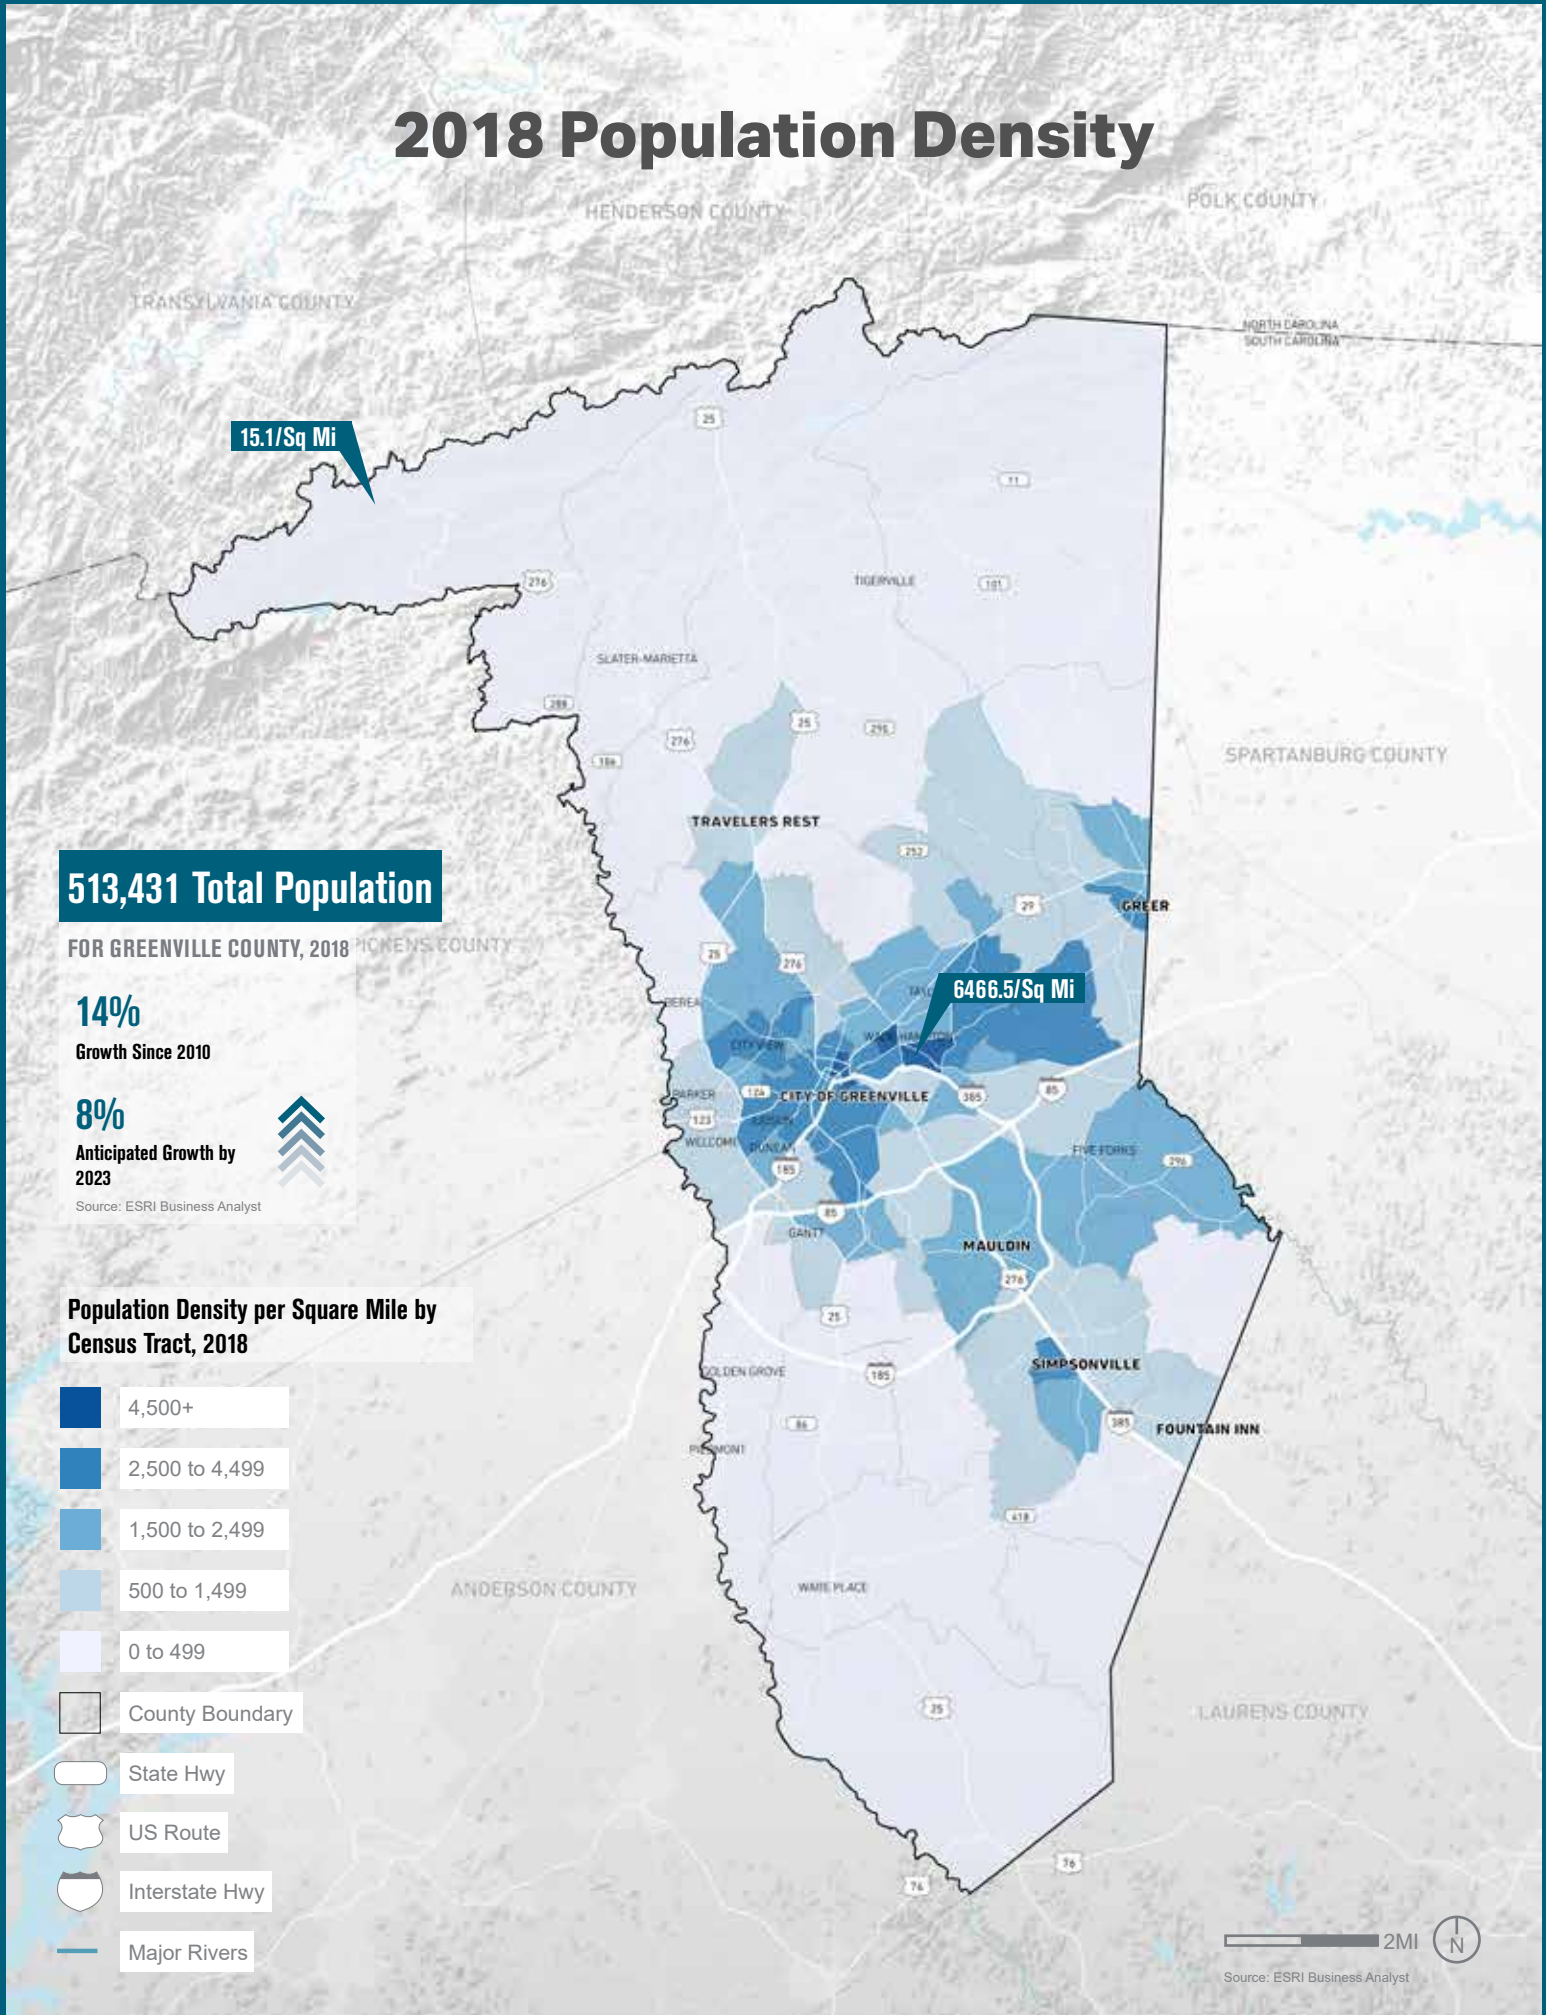 2018 Population Density
HENDERSON COUNTY
POLK COUNTY
TRANSYLVANIA COUNTY
NORTH CAROLINA
SOUTH CAROLINA
15.1/Sq Mi
25
11
276
TIGERVILLE
101
SLATER-MARIETTA
288
25
290
276
186
SPARTANBURG COUNTY
TRAVELERS REST
253
513,431 Total Population
29
GREER
FOR GREENVILLE COUNTY, 2018
PICKENS COUNTY
25
276
14%
6466.5/Sq Mi
BEREA
Growth Since 2010
CITY VIEW
WADE HAMPTON
8%
PARKER
124
CITY OF GREENVILLE
385
85
123
Anticipated Growth by
2023
WELCOME
DUNEAN
FIVE FORKS
296
185
Source: ESRI Business Analyst
85
GANTT
MAULDIN
276
Population Density per Square Mile by
Census Tract, 2018
25
SIMPSONVILLE
GOLDEN GROVE
185
4,500+
86
385
FOUNTAIN INN
PIEDMONT
2,500 to 4,499
418
1,500 to 2,499
500 to 1,499
ANDERSON COUNTY
WARE PLACE
0 to 499
County Boundary
25
LAURENS COUNTY
State Hwy
US Route
76
76
Interstate Hwy
Major Rivers
2MI
N
Source: ESRI Business Analyst